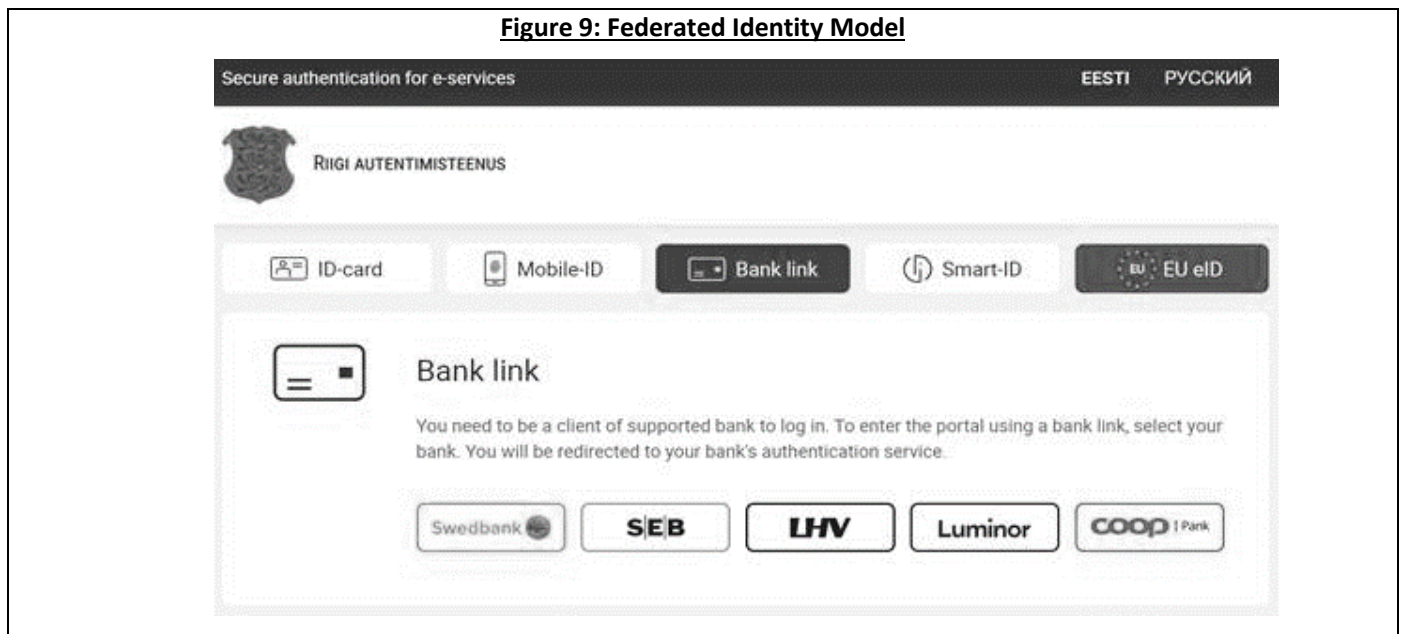 Figure 9: Federated Identity Model
Secure authentication for e-services
EESTI РУССКИЙ
RIIGI AUTENTIMISTEENUS
ID-card
Mobile-ID
Bank link
Smart-ID
EU EU eID
Bank link
You need to be a client of supported bank to log in. To enter the portal using a bank link, select your
bank. You will be redirected to your bank's authentication service.
Swedbank
SEB
LHV
Luminor
COOP | Pank